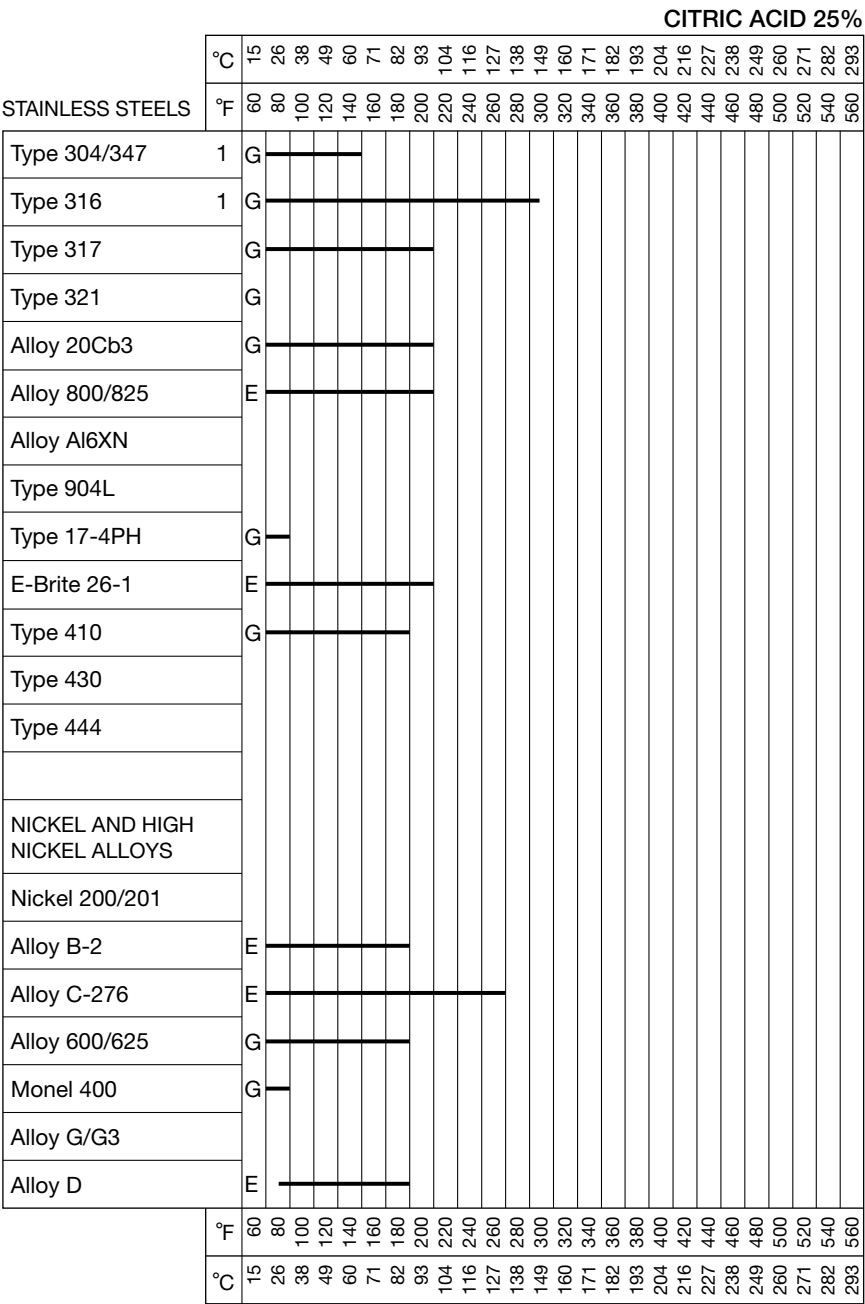 CITRIC ACID 25%
°C 15 26 38 49 60 71 82 93 104 116 127 138 149 160 171 182 193 204 216 227 238 249 260 271 282 293
STAINLESS STEELS °F 60 80 100 120 140 160 180 200 220 240 260 280 300 320 340 360 380 400 420 440 460 480 500 520 540 560
Type 304/347 1 G
Type 316 1 G
Type 317 G
Type 321 G
Alloy 20Cb3 G
Alloy 800/825 E
Alloy Al6XN
Type 904L
Type 17-4PH G
E-Brite 26-1 E
Type 410 G
Type 430
Type 444
NICKEL AND HIGH
NICKEL ALLOYS
Nickel 200/201
Alloy B-2 E
Alloy C-276 E
Alloy 600/625 G
Monel 400 G
Alloy G/G3
Alloy D E
°F 60 80 100 120 140 160 180 200 220 240 260 280 300 320 340 360 380 400 420 440 460 480 500 520 540 560
°C 15 26 38 49 60 71 82 93 104 116 127 138 149 160 171 182 193 204 216 227 238 249 260 271 282 293